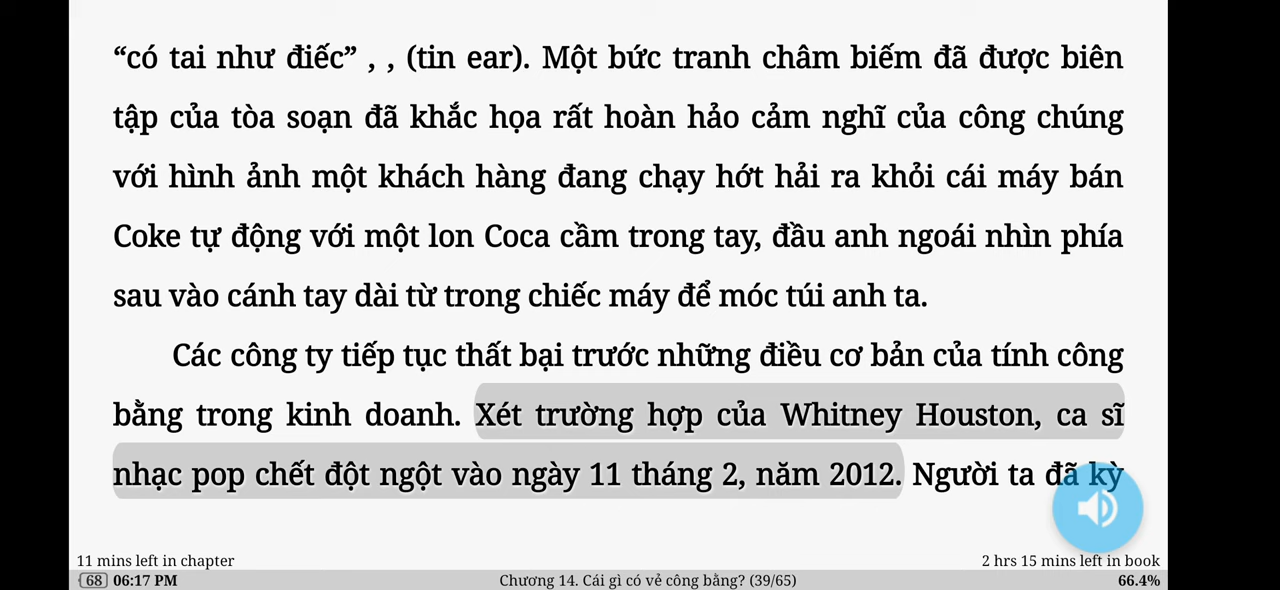 “có tai như điếc” , , (tin ear). Một bức tranh châm biếm đã được biên
tập của tòa soạn đã khắc họa rất hoàn hảo cảm nghĩ của công chúng
với hình ảnh một khách hàng đang chạy hớt hải ra khỏi cái máy bán
Coke tự động với một lon Coca cầm trong tay, đầu anh ngoái nhìn phía
sau vào cánh tay dài từ trong chiếc máy để móc túi anh ta.
Các công ty tiếp tục thất bại trước những điều cơ bản của tính công
bằng trong kinh doanh. Xét trường hợp của Whitney Houston, ca sĩ
nhạc pop chết đột ngột vào ngày 11 tháng 2, năm 2012. Người ta đã kỳ
11 mins left in chapter 2 hrs 15 mins left in book
68 06:17 PM Chương 14. Cái gì có vẻ công bằng? (39/65) 66.4%